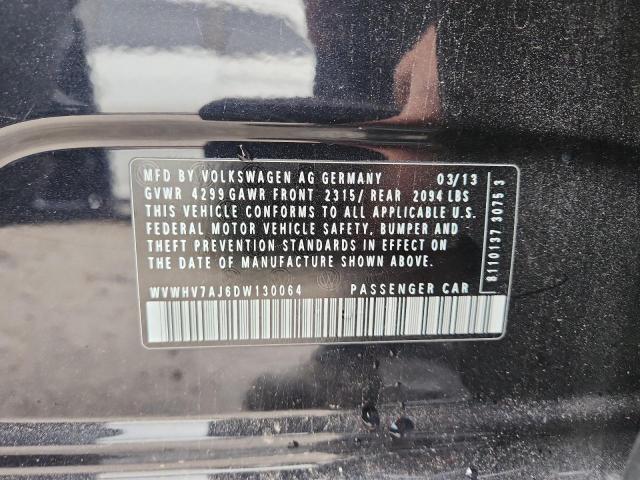 MFD BY VOLKSWAGEN AG GERMANY 03/13
GVWR 4299 GAWR FRONT 2315/ REAR 2094 LBS
THIS VEHICLE CONFORMS TO ALL APPLICABLE U.S.
FEDERAL MOTOR VEHICLE SAFETY, BUMPER AND
THEFT PREVENTION STANDARDS IN EFFECT ON
THE DATE OF MANUFACTURE SHOWN ABOVE.
WVWHV7AJ6DW130064 PASSENGER CAR
8110137 3075 3